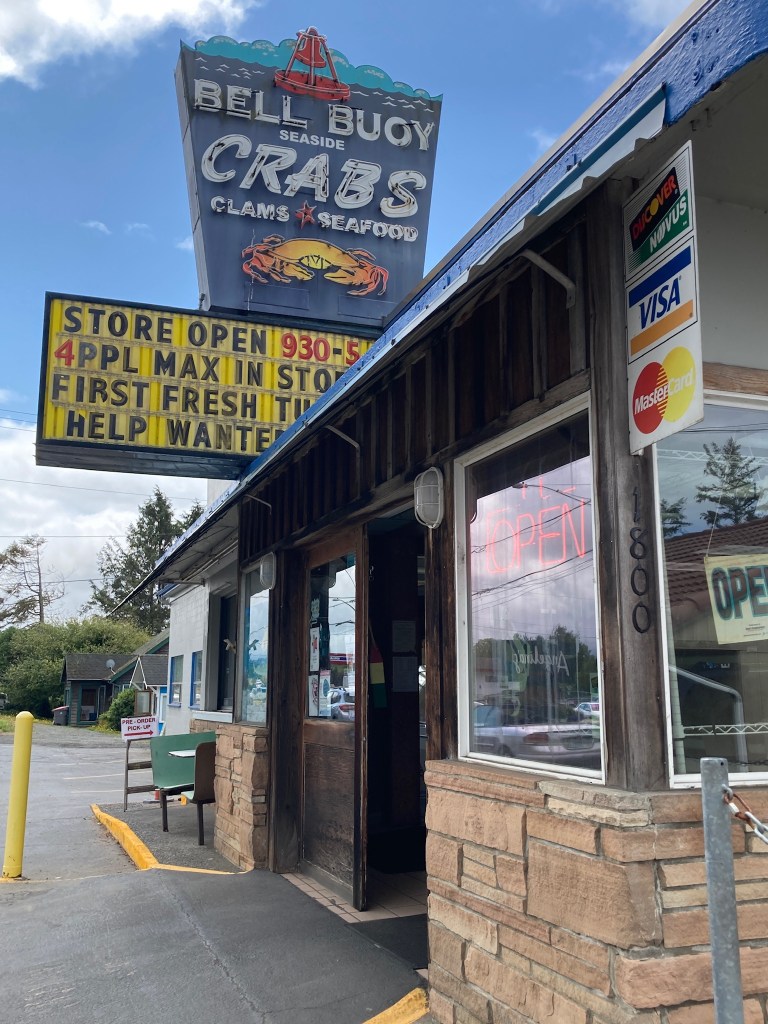 BELL BUOY
SEASIDE
CRABS
CLAMS SEAFOOD
STORE OPEN 930-5
4PPL MAX IN STO
FIRST FRESH TU
HELP WANTE
DISCOVER
NOVUS
VISA
MasterCard
1800
OPEN
OPEN
PRE-ORDER
PICK-UP